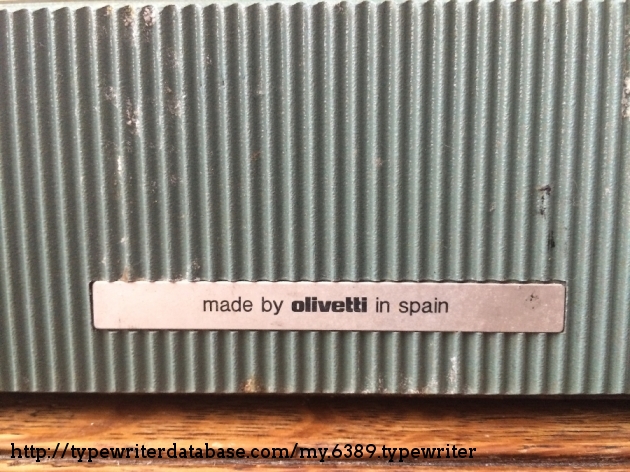 made by olivetti in spain
http://typewriterdatabase.com/my.6389.typewriter